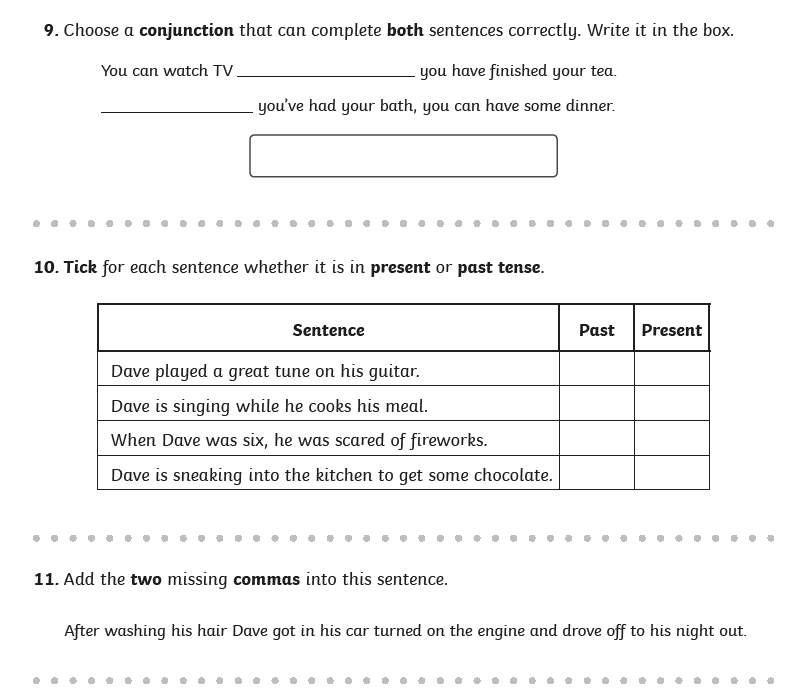 9. Choose a conjunction that can complete both sentences correctly. Write it in the box.
You can watch TV ____________________ you have finished your tea.
_________________ you’ve had your bath, you can have some dinner.
10. Tick for each sentence whether it is in present or past tense.
Sentence Past Present
Dave played a great tune on his guitar.
Dave is singing while he cooks his meal.
When Dave was six, he was scared of fireworks.
Dave is sneaking into the kitchen to get some chocolate.
11. Add the two missing commas into this sentence.
After washing his hair Dave got in his car turned on the engine and drove off to his night out.